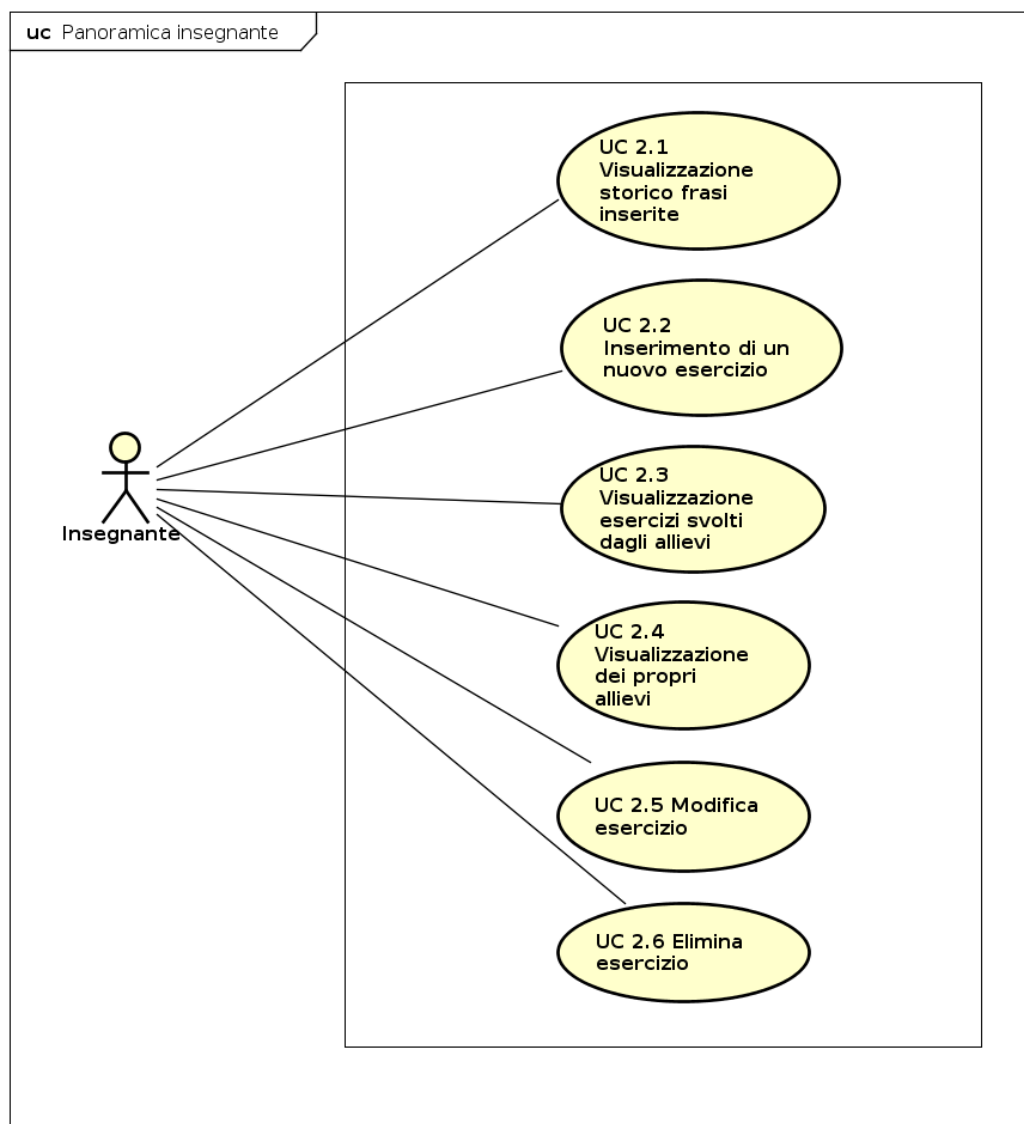 uc Panoramica insegnante
UC 2.1
Visualizzazione
storico frasi
inserite
UC 2.2
Inserimento di un
nuovo esercizio
UC 2.3
Visualizzazione
esercizi svolti
dagli allievi
Insegnante
UC 2.4
Visualizzazione
dei propri
allievi
UC 2.5 Modifica
esercizio
UC 2.6 Elimina
esercizio